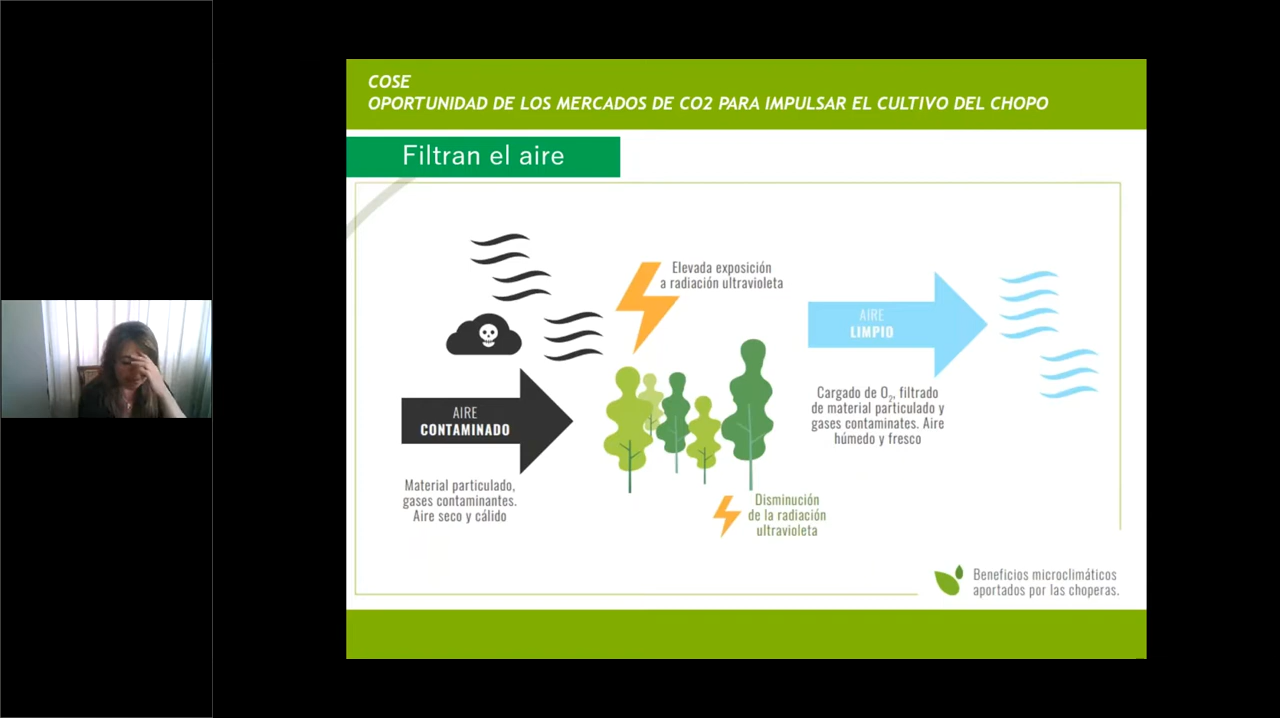 COSE
OPORTUNIDAD DE LOS MERCADOS DE CO2 PARA IMPULSAR EL CULTIVO DEL CHOPO
Filtran el aire
Elevada exposición
a radiación ultravioleta
AIRE
LIMPIO
Cargado de O₂, filtrado
de material particulado y
gases contaminates. Aire
húmedo y fresco
AIRE
CONTAMINADO
Material particulado,
gases contaminantes.
Aire seco y cálido
Disminución
de la radiación
ultravioleta
Beneficios microclimáticos
aportados por las choperas.